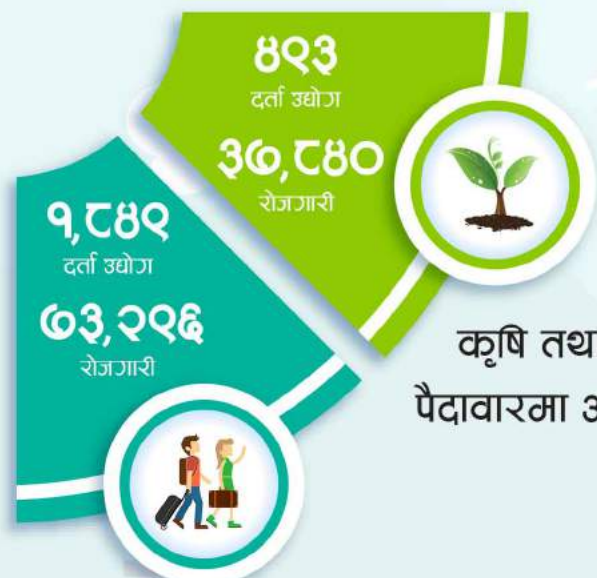 ४९३
दर्ता उद्योग
३७,८४०
रोजगारी
१,८४९
दर्ता उद्योग
७३,२९६
रोजगारी
कृषि तथ
पैदावारमा